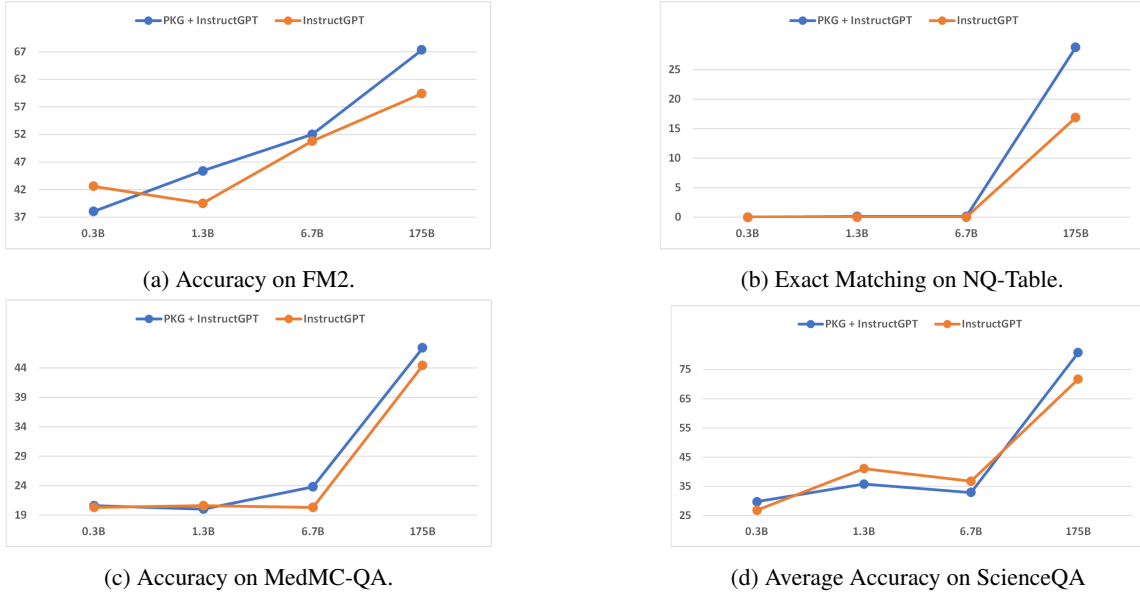 PKG + InstructGPT InstructGPT
67
62
57
52
47
42
37
0.3B 1.3B 6.7B 175B
(a) Accuracy on FM2.
PKG + InstructGPT InstructGPT
25
20
15
10
5
0
0.3B 1.3B 6.7B 175B
(b) Exact Matching on NQ-Table.
PKG + InstructGPT InstructGPT
44
39
34
29
24
19
0.3B 1.3B 6.7B 175B
(c) Accuracy on MedMC-QA.
PKG + InstructGPT InstructGPT
75
65
55
45
35
25
0.3B 1.3B 6.7B 175B
(d) Average Accuracy on ScienceQA